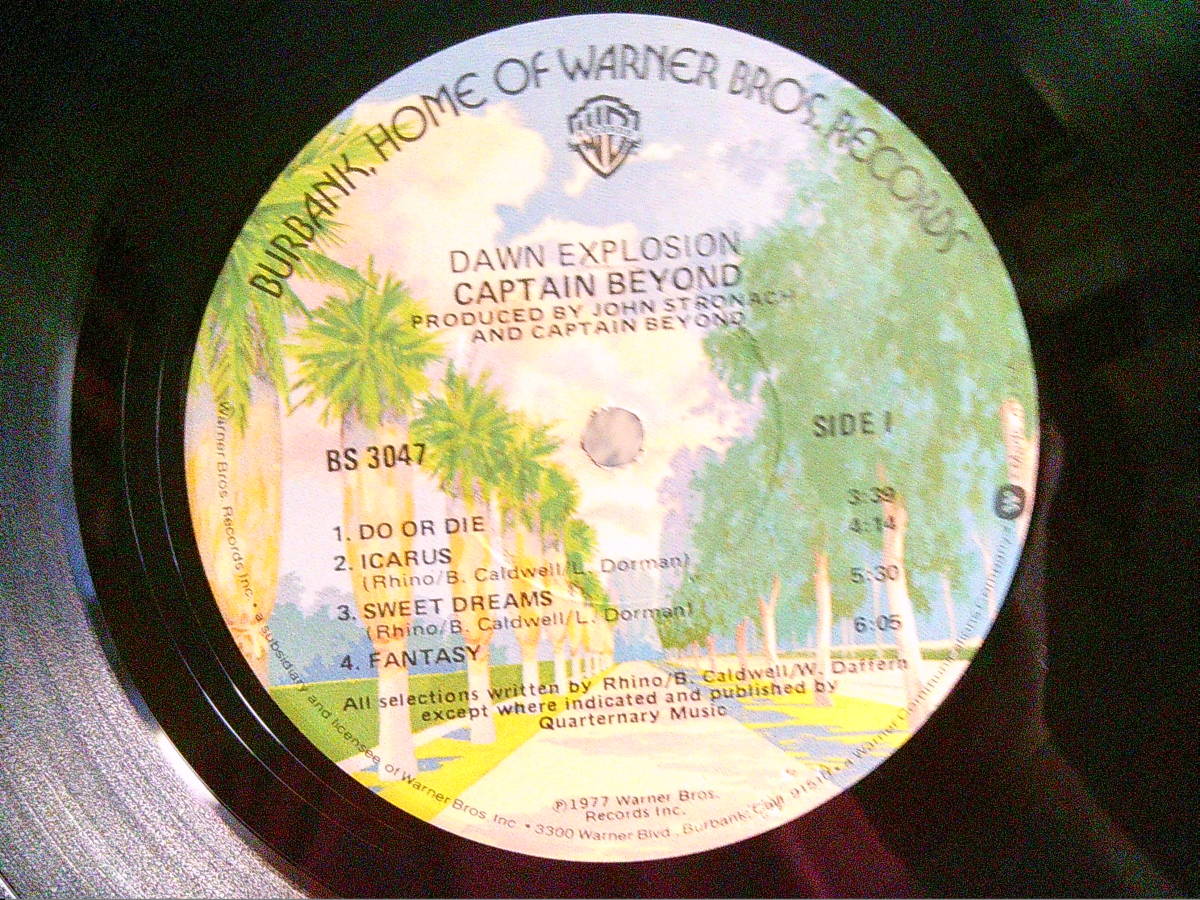 BURBANK, HOME OF WARNER BROS. RECORDS
DAWN EXPLOSION
CAPTAIN BEYOND
PRODUCED BY JOHN STRONACH
AND CAPTAIN BEYOND
BS 3047
SIDE 1
1. DO OR DIE 3:39
2. ICARUS 4:14
(Rhino/B. Caldwell/L. Dorman)
3. SWEET DREAMS 5:30
(Rhino/B. Caldwell/L. Dorman)
4. FANTASY 6:05
All selections written by Rhino/B. Caldwell/W. Daffern
except where indicated and published by
Quarternary Music
℗1977 Warner Bros.
Records Inc.
Warner Bros. Records Inc. • a subsidiary and licensee of Warner Bros. Inc. • 3300 Warner Blvd., Burbank, Calif. 91510 • a Warner Communications Company